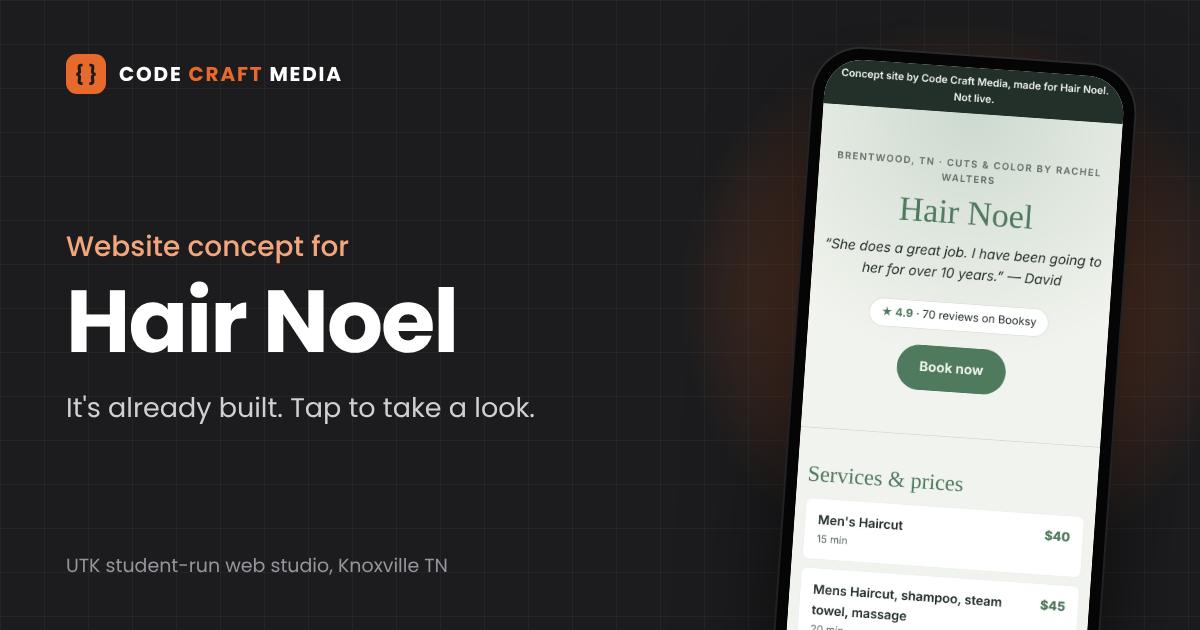 { } CODE CRAFT MEDIA
Website concept for
Hair Noel
It's already built. Tap to take a look.
UTK student-run web studio, Knoxville TN
Concept site by Code Craft Media, made for Hair Noel.
Not live.
BRENTWOOD, TN · CUTS & COLOR BY RACHEL
WALTERS
Hair Noel
“She does a great job. I have been going to
her for over 10 years.” — David
★ 4.9 · 70 reviews on Booksy
Book now
Services & prices
Men's Haircut $40
15 min
Mens Haircut, shampoo, steam $45
towel, massage
20 min